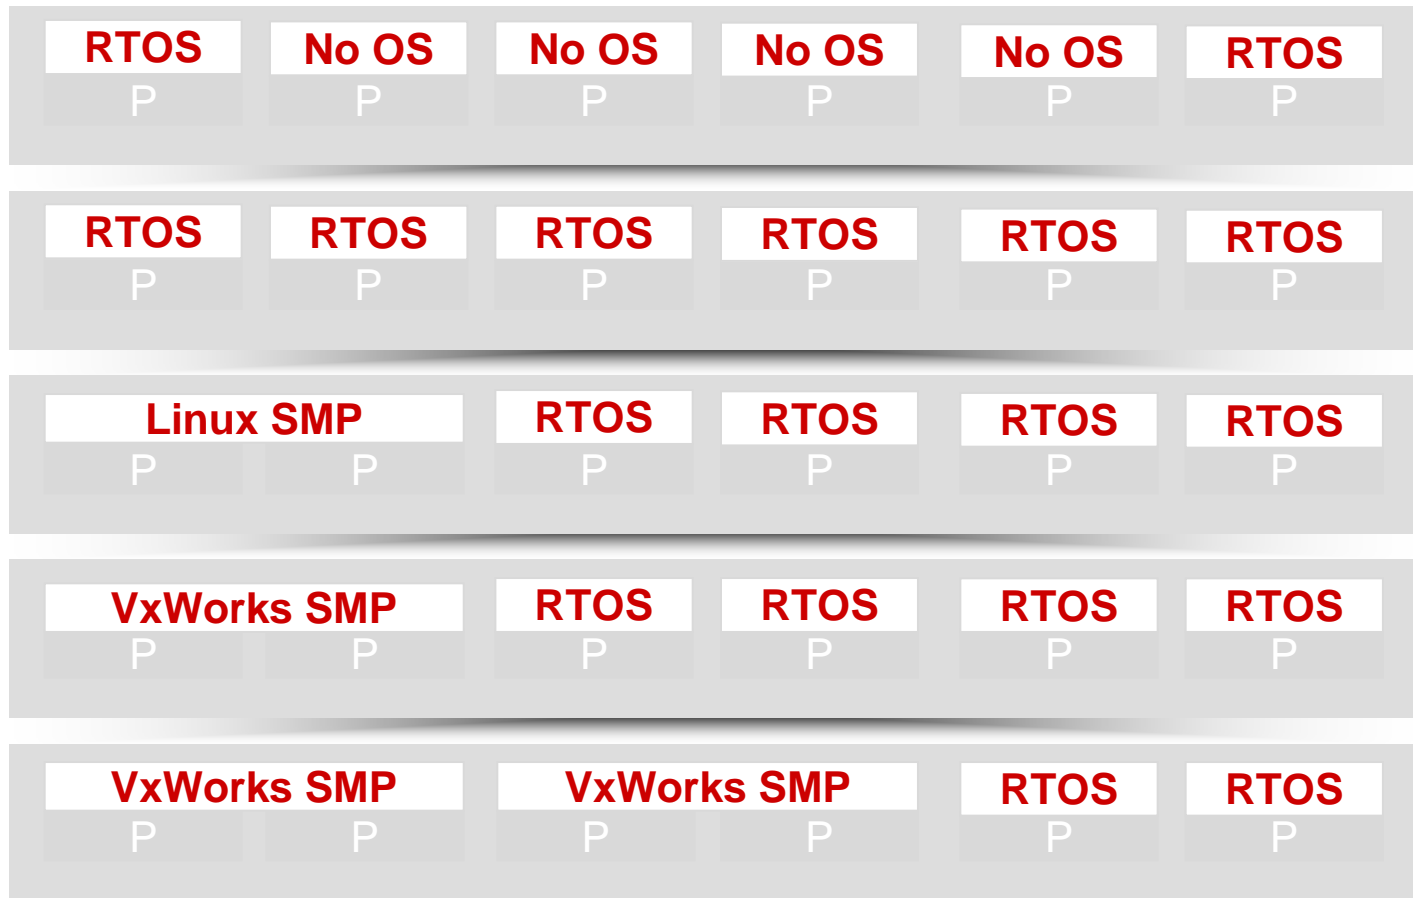 RTOS No OS No OS No OS No OS RTOS
P P P P P P
RTOS RTOS RTOS RTOS RTOS RTOS
P P P P P P
Linux SMP RTOS RTOS RTOS RTOS
P P P P P P
VxWorks SMP RTOS RTOS RTOS RTOS
P P P P P P
VxWorks SMP VxWorks SMP RTOS RTOS
P P P P P P